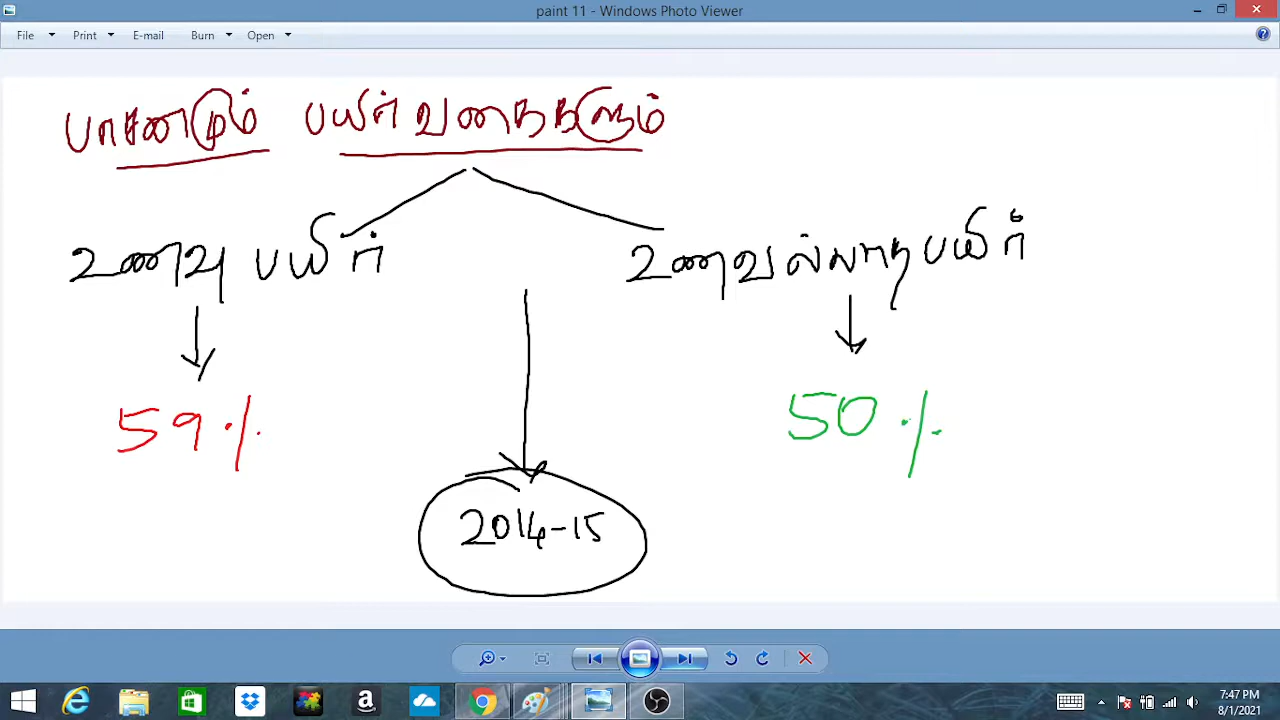 paint 11 - Windows Photo Viewer
File Print E-mail Burn Open
பாசனமும் பயிர்வகைகளும்
உணவு பயிர் உணவல்லாத பயிர்
59% 50%
2014-15
7:47 PM
8/1/2021